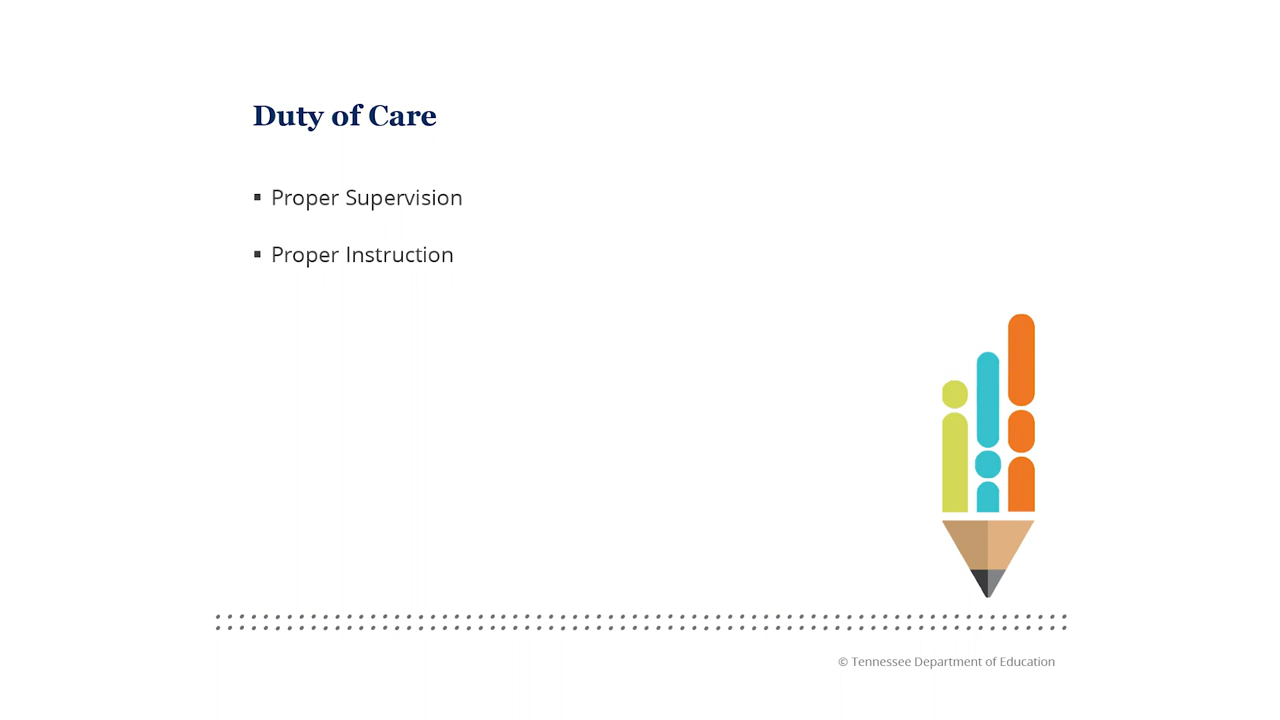 Duty of Care
▪ Proper Supervision
▪ Proper Instruction
© Tennessee Department of Education